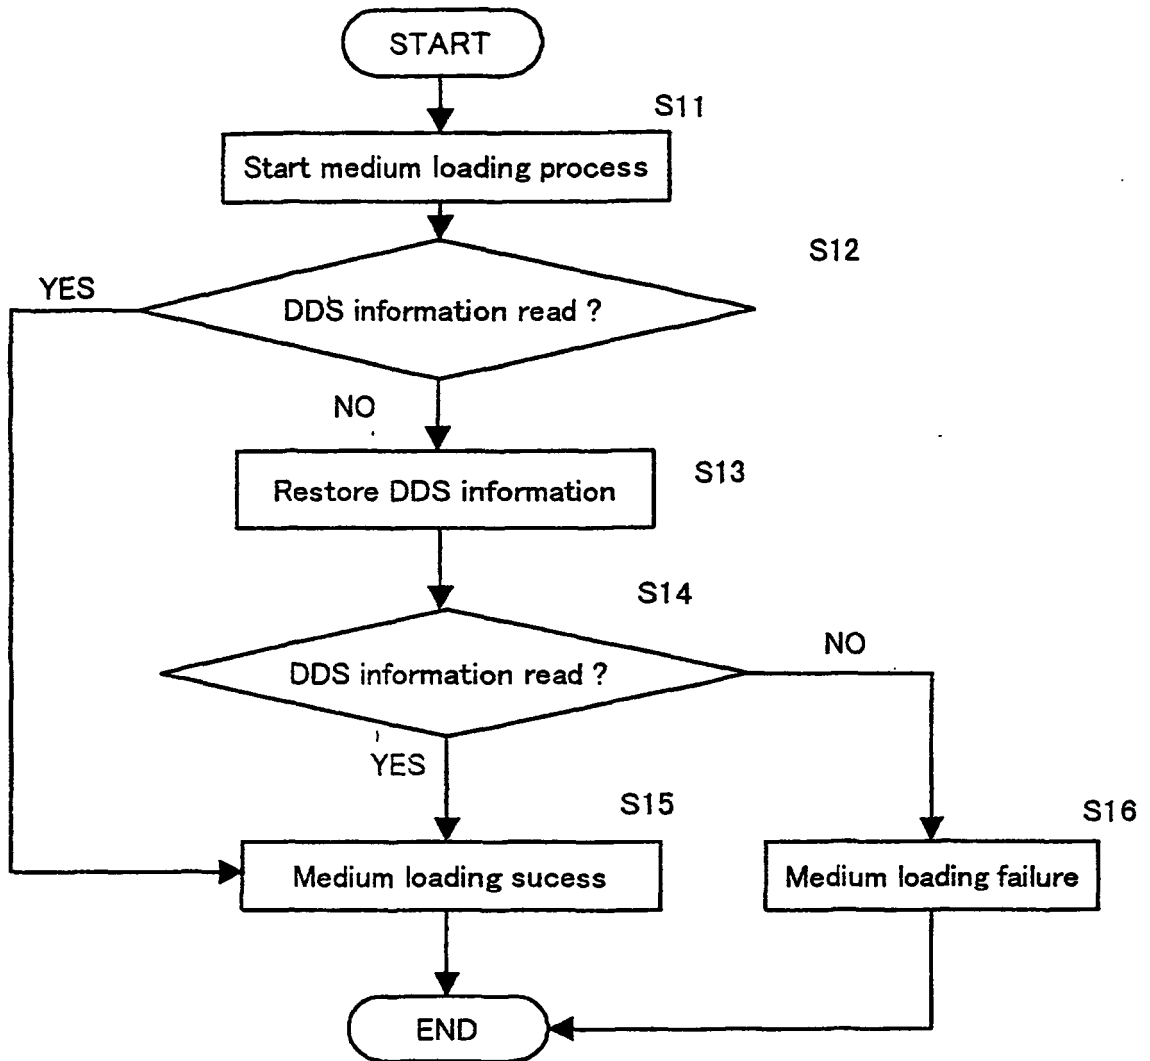 START
S11
Start medium loading process
S12
YES
DDS information read ?
NO
S13
Restore DDS information
S14
NO
DDS information read ?
YES
S15
S16
Medium loading sucess
Medium loading failure
END